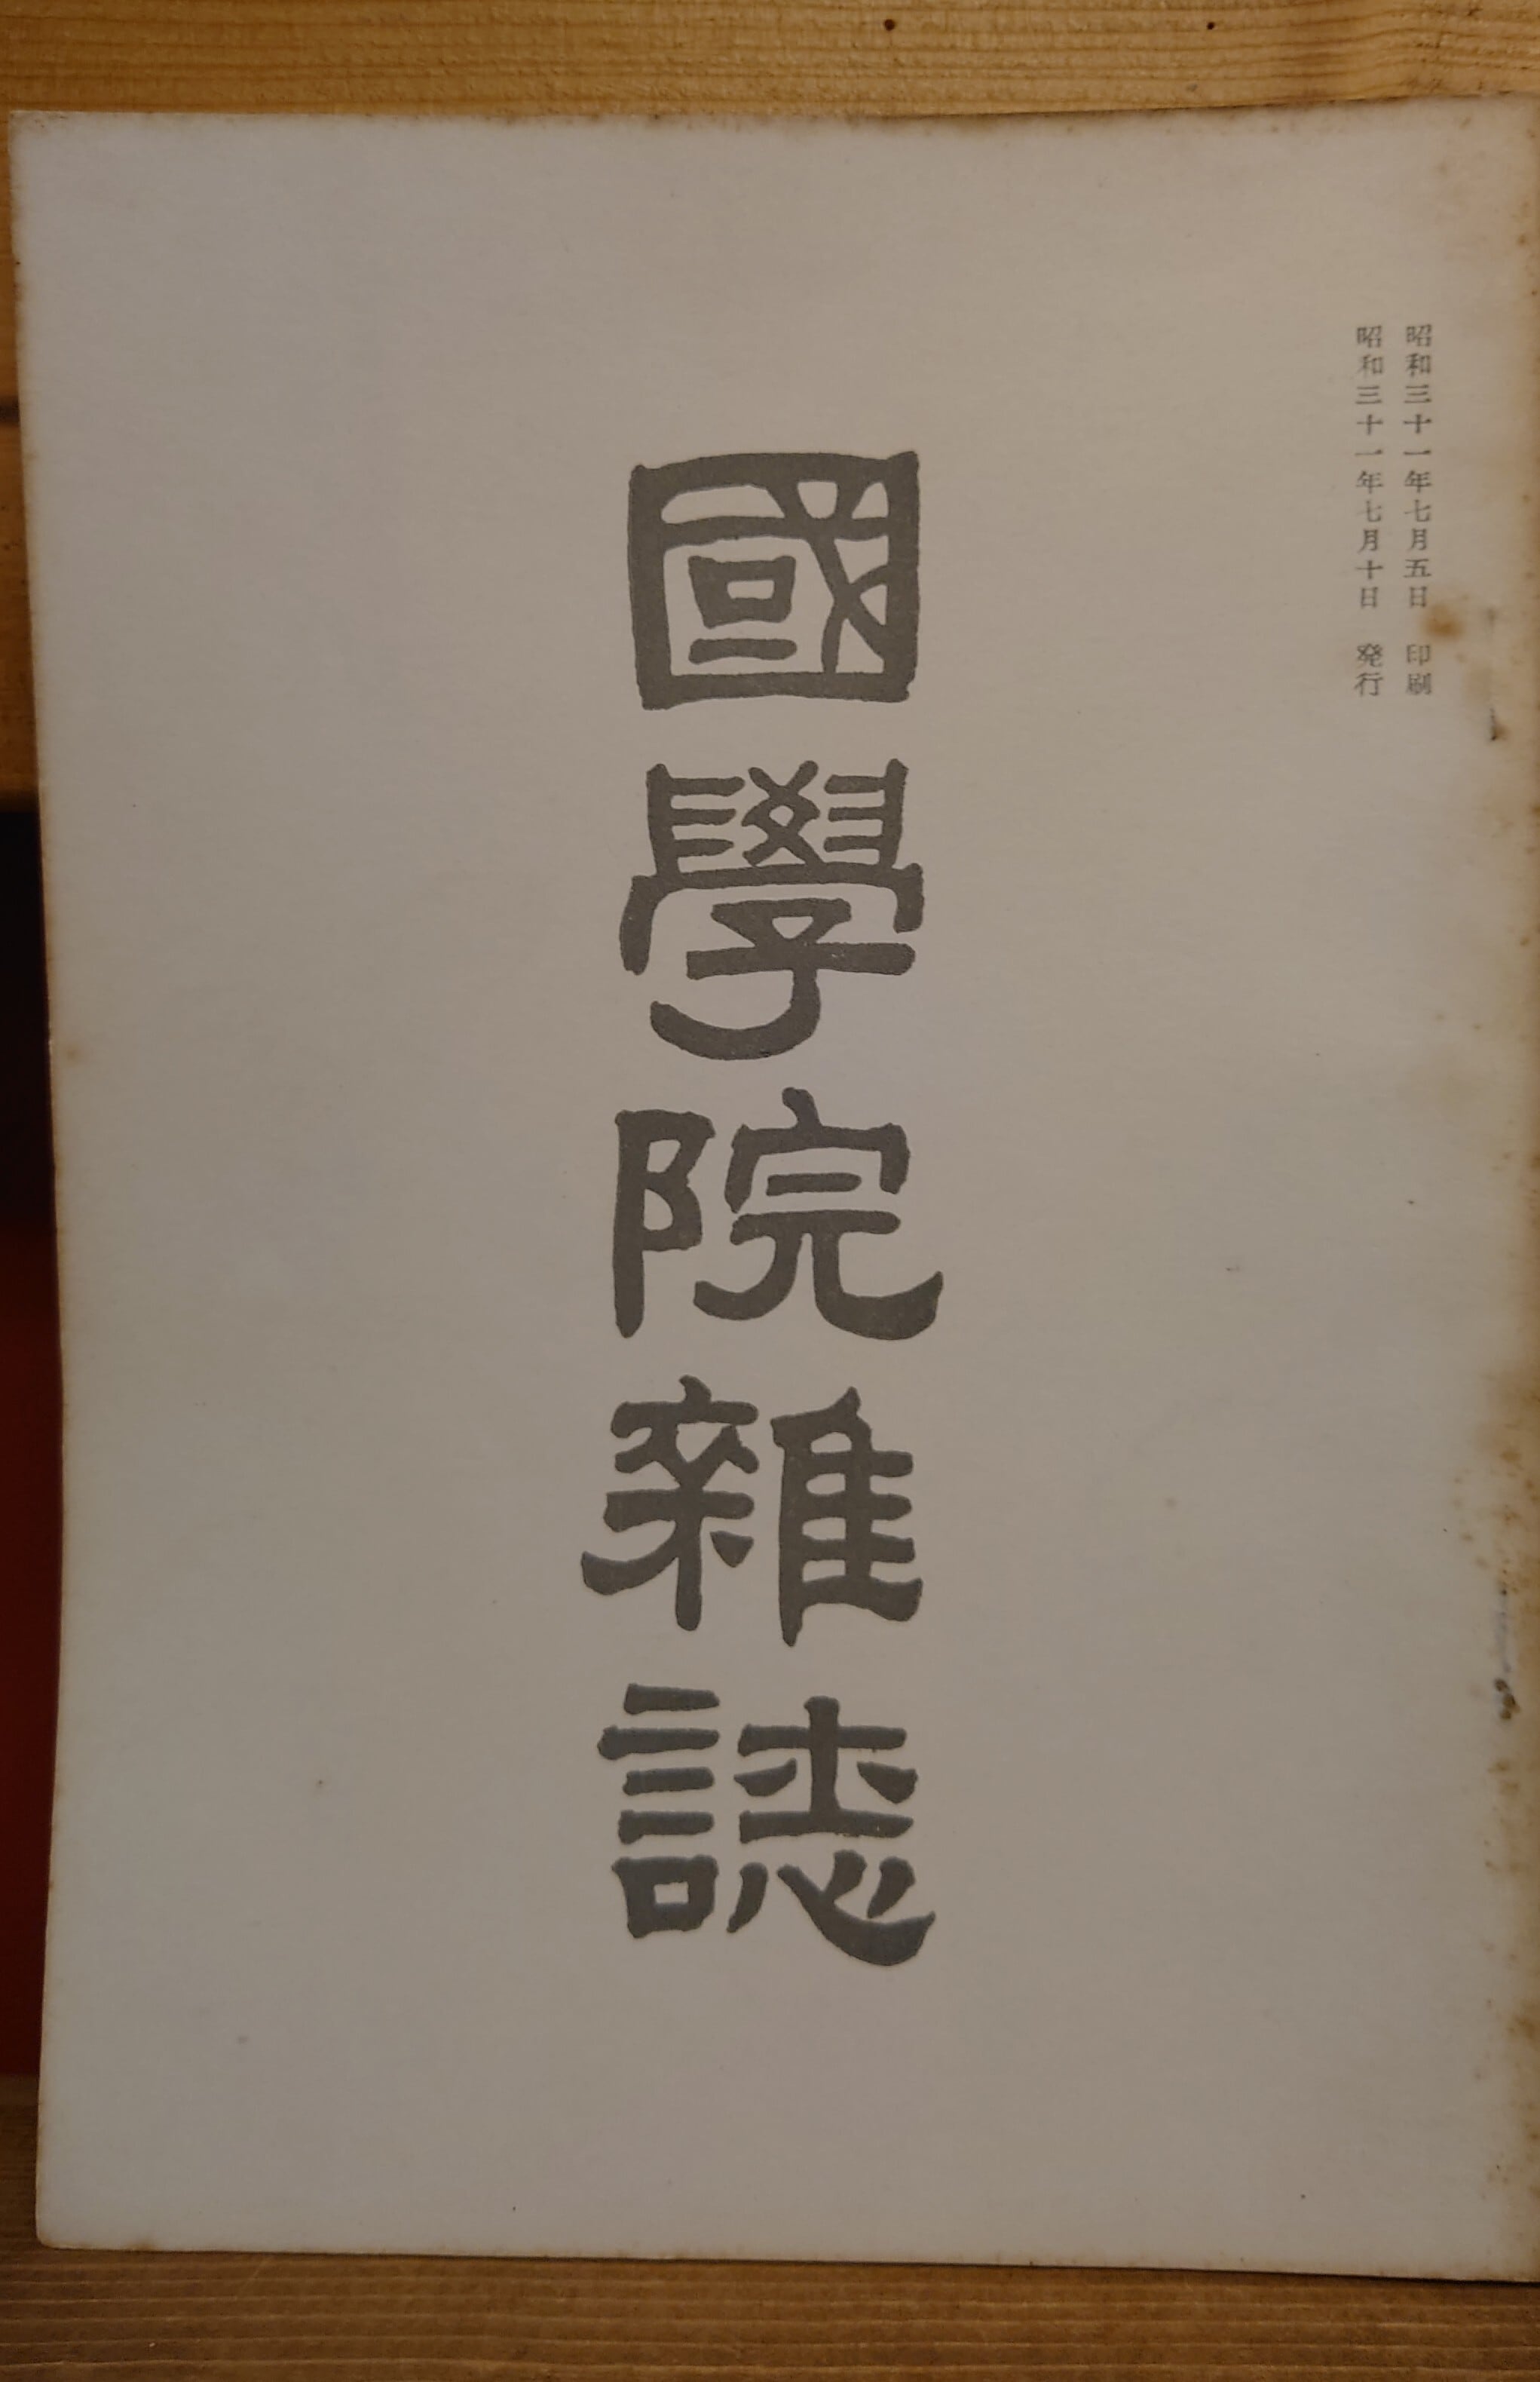 昭和三十一年七月五日 印刷
昭和三十一年七月十日 発行
國學院雜誌